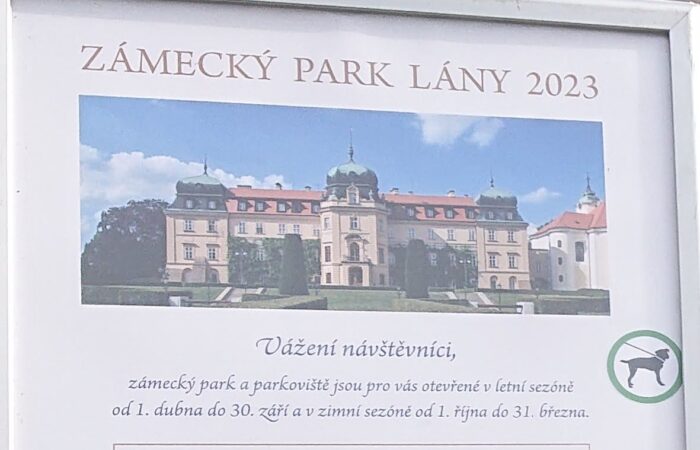 ZÁMECKÝ PARK LÁNY 2023
Vážení návštěvníci,
zámecký park a parkoviště jsou pro vás otevřené v letní sezóně
od 1. dubna do 30. září a v zimní sezóně od 1. října do 31. března.